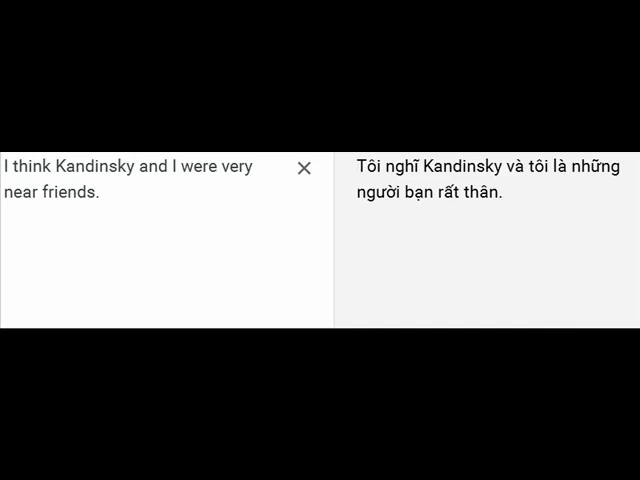 I think Kandinsky and I were very
near friends.
Tôi nghĩ Kandinsky và tôi là những
người bạn rất thân.